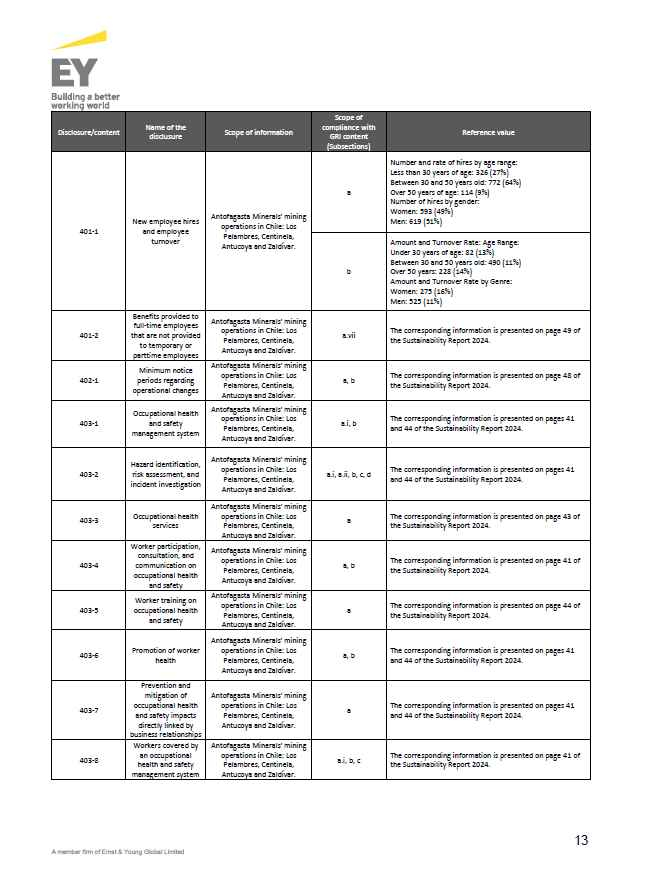 EY
Building a better
working world
Disclosure/content
Name of the
disclusure
Scope of information
Scope of
compliance with
GRI content
(Subsections)
Reference value
401-1
New employee hires
and employee
turnover
Antofagasta Minerals' mining
operations in Chile: Los
Pelambres, Centinela,
Antucoya and Zaldívar.
a
Number and rate of hires by age range:
Less than 30 years of age: 326 (27%)
Between 30 and 50 years old: 772 (64%)
Over 50 years of age: 114 (9%)
Number of hires by gender:
Women: 593 (49%)
Men: 619 (51%)
b
Amount and Turnover Rate: Age Range:
Under 30 years of age: 82 (13%)
Between 30 and 50 years old: 490 (11%)
Over 50 years: 228 (14%)
Amount and Turnover Rate by Genre:
Women: 275 (16%)
Men: 525 (11%)
401-2
Benefits provided to
full-time employees
that are not provided
to temporary or
parttime employees
Antofagasta Minerals' mining
operations in Chile: Los
Pelambres, Centinela,
Antucoya and Zaldívar.
a.vii
The corresponding information is presented on page 49 of
the Sustainability Report 2024.
402-1
Minimum notice
periods regarding
operational changes
Antofagasta Minerals' mining
operations in Chile: Los
Pelambres, Centinela,
Antucoya and Zaldívar.
a, b
The corresponding information is presented on page 48 of
the Sustainability Report 2024.
403-1
Occupational health
and safety
management system
Antofagasta Minerals' mining
operations in Chile: Los
Pelambres, Centinela,
Antucoya and Zaldívar.
a.i, b
The corresponding information is presented on pages 41
and 44 of the Sustainability Report 2024.
403-2
Hazard identification,
risk assessment, and
incident investigation
Antofagasta Minerals' mining
operations in Chile: Los
Pelambres, Centinela,
Antucoya and Zaldívar.
a.i, a.ii, b, c, d
The corresponding information is presented on pages 41
and 44 of the Sustainability Report 2024.
403-3
Occupational health
services
Antofagasta Minerals' mining
operations in Chile: Los
Pelambres, Centinela,
Antucoya and Zaldívar.
a
The corresponding information is presented on page 43 of
the Sustainability Report 2024.
403-4
Worker participation,
consultation, and
communication on
occupational health
and safety
Antofagasta Minerals' mining
operations in Chile: Los
Pelambres, Centinela,
Antucoya and Zaldívar.
a, b
The corresponding information is presented on page 41 of
the Sustainability Report 2024.
403-5
Worker training on
occupational health
and safety
Antofagasta Minerals' mining
operations in Chile: Los
Pelambres, Centinela,
Antucoya and Zaldívar.
a
The corresponding information is presented on page 44 of
the Sustainability Report 2024.
403-6
Promotion of worker
health
Antofagasta Minerals' mining
operations in Chile: Los
Pelambres, Centinela,
Antucoya and Zaldívar.
a, b
The corresponding information is presented on pages 41
and 44 of the Sustainability Report 2024.
403-7
Prevention and
mitigation of
occupational health
and safety impacts
directly linked by
business relationships
Antofagasta Minerals' mining
operations in Chile: Los
Pelambres, Centinela,
Antucoya and Zaldívar.
a
The corresponding information is presented on pages 41
and 44 of the Sustainability Report 2024.
403-8
Workers covered by
an occupational
health and safety
management system
Antofagasta Minerals' mining
operations in Chile: Los
Pelambres, Centinela,
Antucoya and Zaldívar.
a.i, b, c
The corresponding information is presented on page 41 of
the Sustainability Report 2024.
13
A member firm of Ernst & Young Global Limited